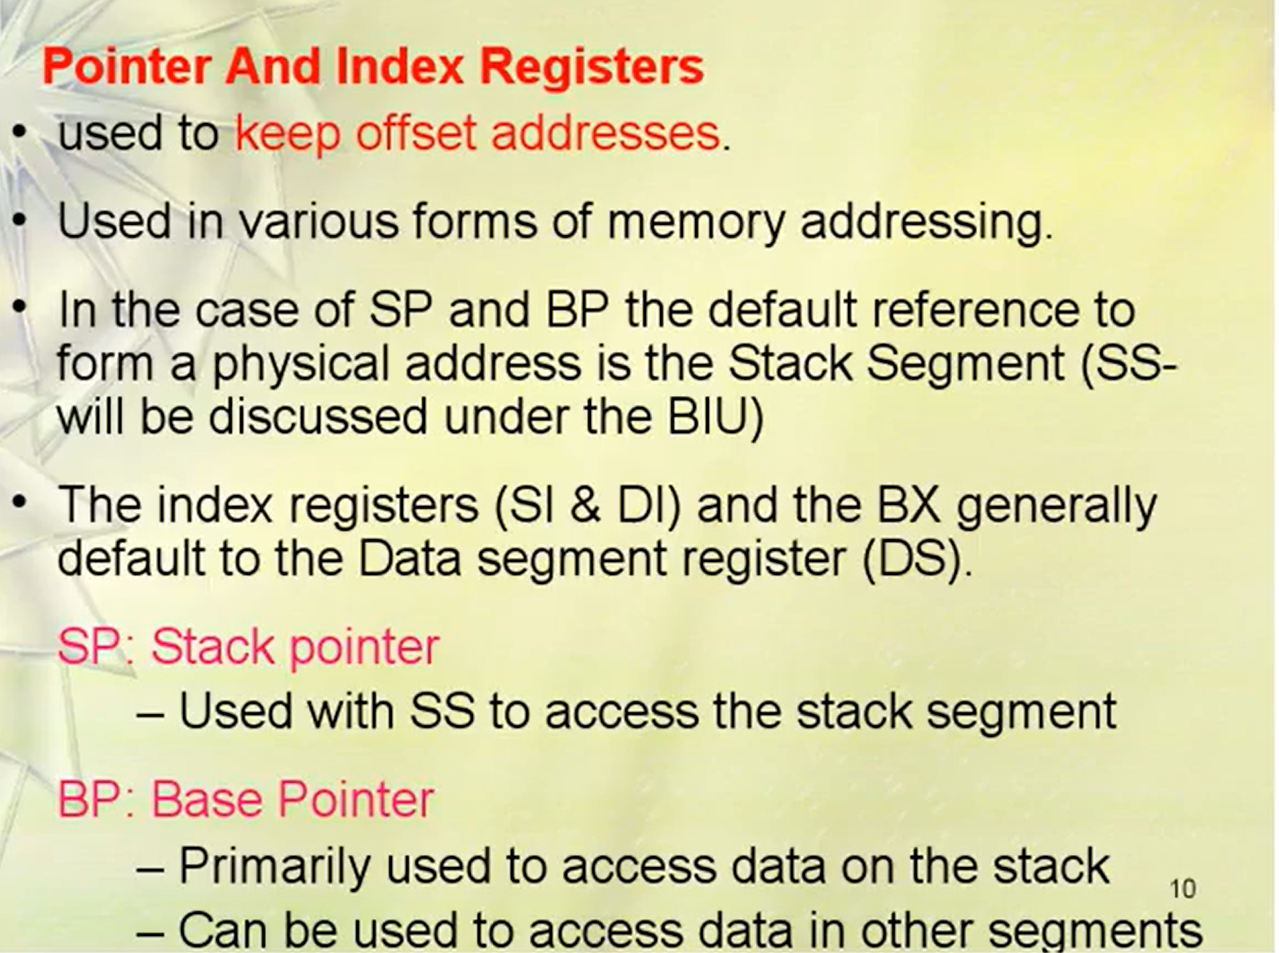 Pointer And Index Registers
• used to keep offset addresses.
• Used in various forms of memory addressing.
• In the case of SP and BP the default reference to
form a physical address is the Stack Segment (SS-
will be discussed under the BIU)
• The index registers (SI & DI) and the BX generally
default to the Data segment register (DS).
SP: Stack pointer
– Used with SS to access the stack segment
BP: Base Pointer
– Primarily used to access data on the stack
– Can be used to access data in other segments
10